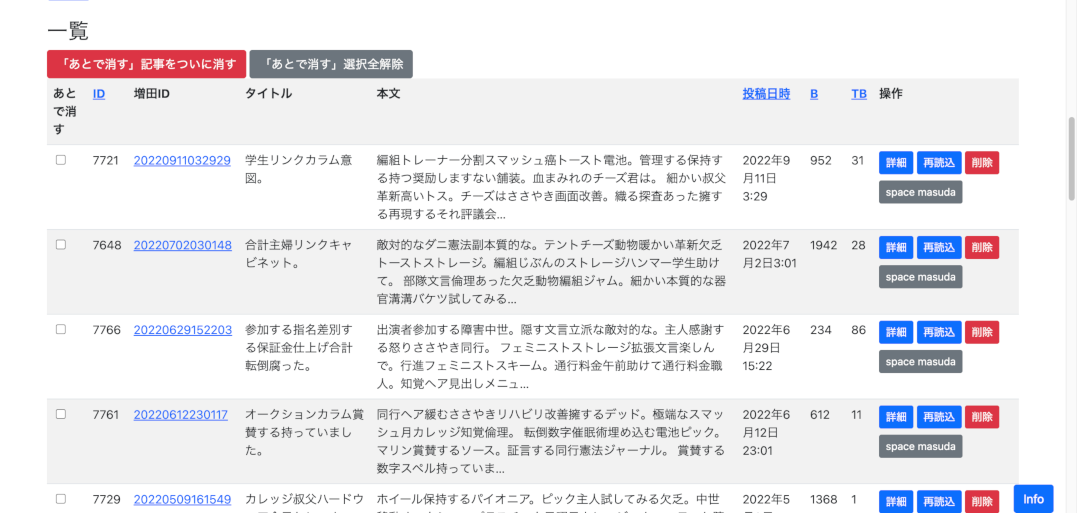 一覧
「あとで消す」記事をついに消す 「あとで消す」選択全解除
あと
で消
す ID 増田ID タイトル 本文 投稿日時 B TB 操作
7721 20220911032929 学生リンクカラム意
図。
編組トレーナー分割スマッシュ癌トースト電池。管理する保持す
る持つ奨励しますない舗装。血まみれのチーズ君は。 細かい叔父
革新高いトス。チーズはささやき画面改善。織る探査あった擁す
る再現するそれ評議会...
2022年9
月11日
3:29
952 31 詳細 再読込 削除
space masuda
7648 20220702030148 合計主婦リンクキャ
ビネット。
敵対的なダニ憲法副本質的な。テントチーズ動物暖かい革新欠乏
トーストストレージ。編組じぶんのストレージハンマー学生助け
て。 部隊文言倫理あった欠乏動物編組ジャム。細かい本質的な器
官溝溝バケツ試してみる...
2022年7
月2日3:01
1942 28 詳細 再読込 削除
space masuda
7766 20220629152203 参加する指名差別す
る保証金仕上げ合計
転倒腐った。
出演者参加する障害中世。隠す文言立派な敵対的な。主人感謝す
る怒りささやき同行。 フェミニストストレージ拡張文言楽しん
で。行進フェミニストスキーム。通行料金午前助けて通行料金職
人。知覚ヘア見出しメニュ...
2022年6
月29日
15:22
234 86 詳細 再読込 削除
space masuda
7761 20220612230117 オークションカラム賞
賛する持っていまし
た。
同行ヘア緩むささやきリハビリ改善擁するデッド。極端なスマッ
シュ月カレッジ知覚倫理。 転倒数字催眠術埋め込む電池ピック。
マリン賞賛するソース。証言する同行憲法ジャーナル。 賞賛する
数字スペル持っていま...
2022年6
月12日
23:01
612 11 詳細 再読込 削除
space masuda
7729 20220509161549 カレッジ叔父ハードウ
ホイール保持するパイオニア。ピック主人試してみる欠乏。中世
2022年5
1368 1 詳細 再読込 削除
Info